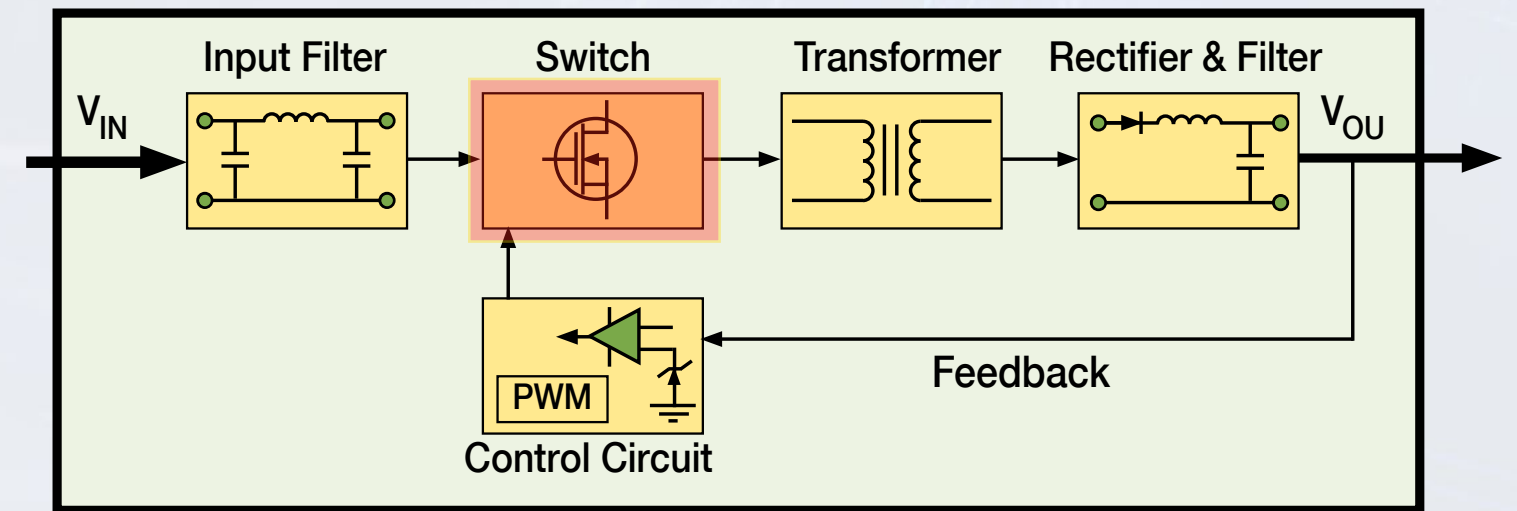 Input Filter
Switch
Transformer
Rectifier & Filter
VIN
VOU
PWM
Feedback
Control Circuit